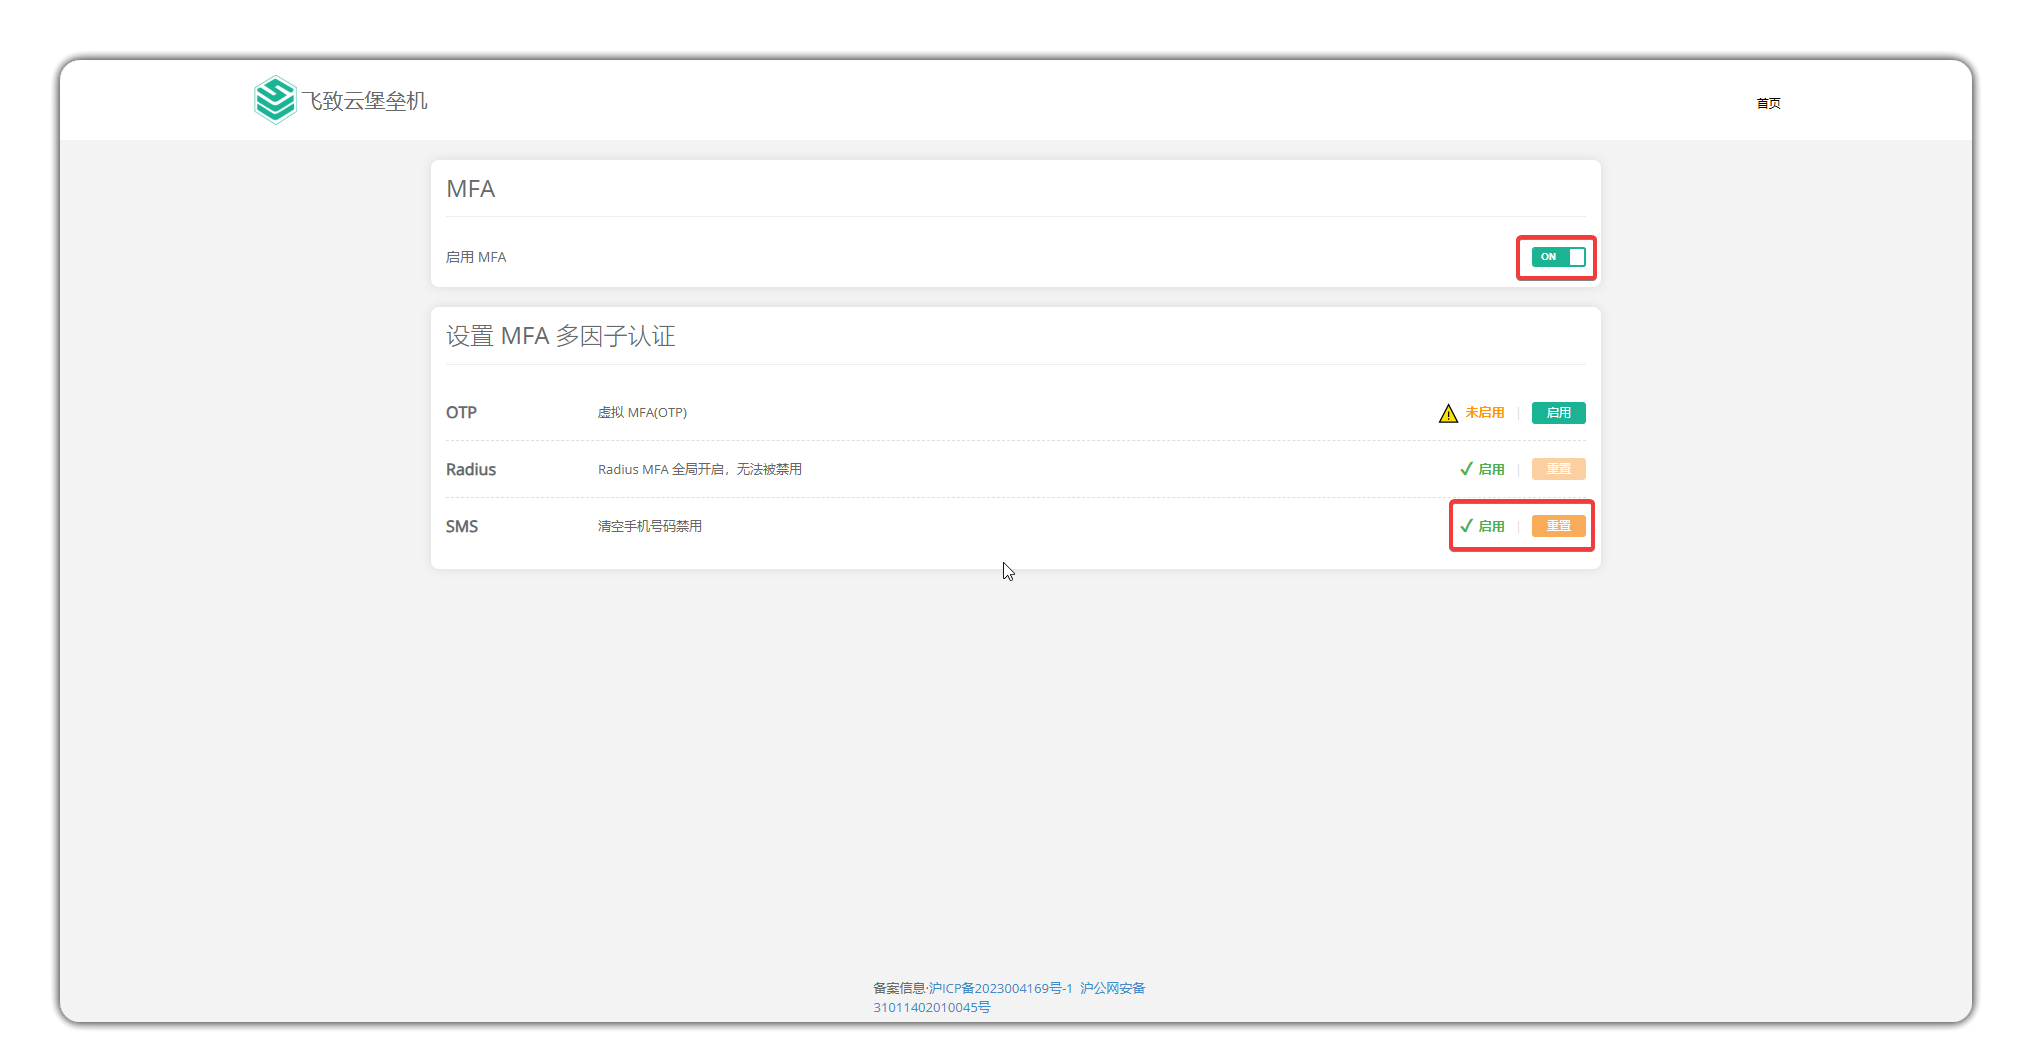 飞致云堡垒机
首页
MFA
启用 MFA
ON
设置 MFA 多因子认证
OTP 虚拟 MFA(OTP) 未启用 启用
Radius Radius MFA 全局开启，无法被禁用 启用 重置
SMS 清空手机号码禁用 启用 重置
备案信息·沪ICP备2023004169号-1 沪公网安备
31011402010045号